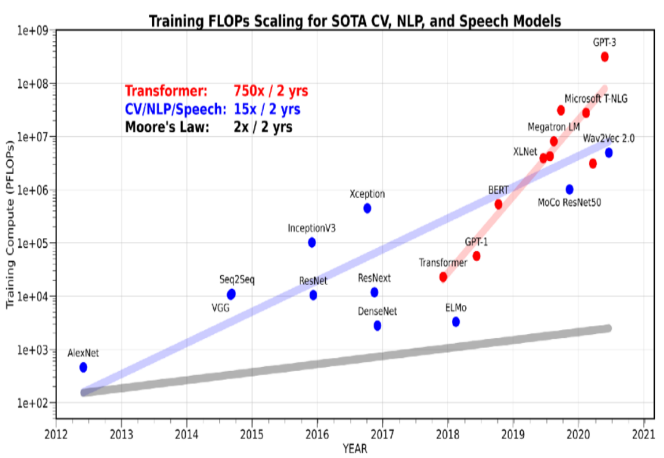 Training FLOPs Scaling for SOTA CV, NLP, and Speech Models
1e+09
1e+08
1e+07
1e+06
1e+05
1e+04
1e+03
1e+02
Training Compute (PFLOPs)
Transformer: 750x / 2 yrs
CV/NLP/Speech: 15x / 2 yrs
Moore's Law: 2x / 2 yrs
GPT-3
Microsoft T-NLG
Megatron LM
Wav2Vec 2.0
XLNet
BERT
MoCo ResNet50
Xception
InceptionV3
GPT-1
Transformer
Seq2Seq
ResNet
ResNext
VGG
DenseNet
ELMo
AlexNet
2012 2013 2014 2015 2016 2017 2018 2019 2020 2021
YEAR